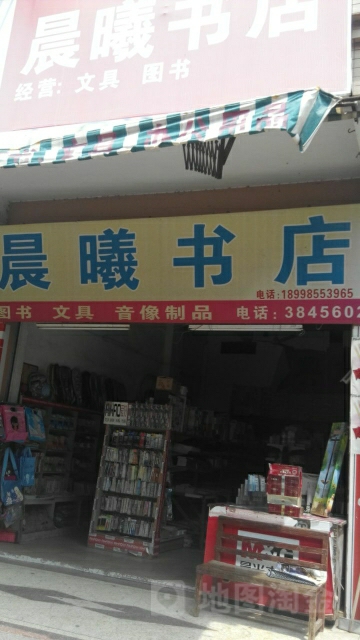 晨曦书店
经营: 文具 图书
晨曦书店
电话: 18998553965
图书 文具 音像制品 电话: 3845602
地图淘金